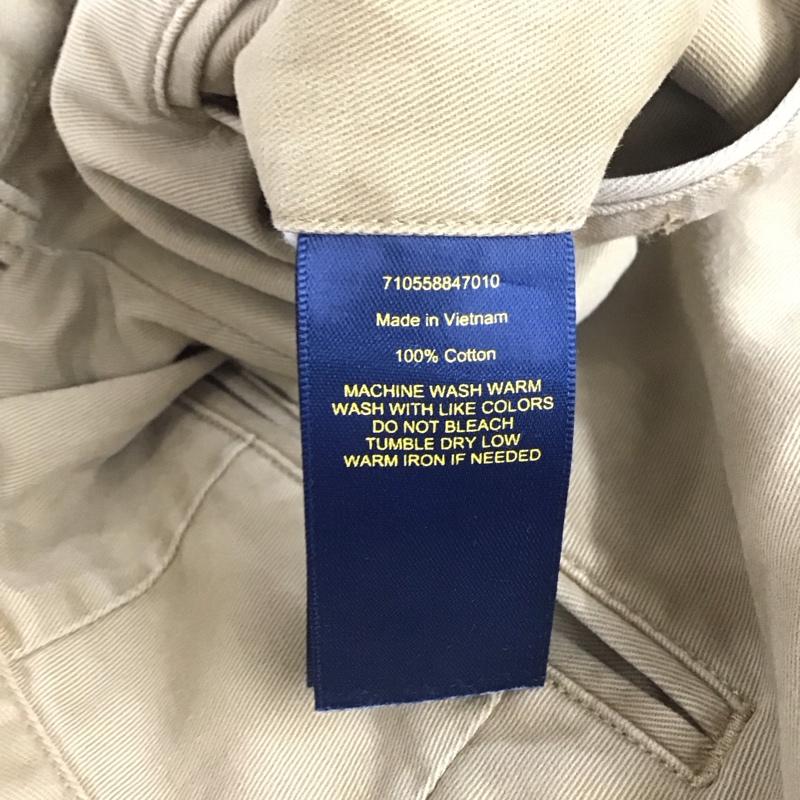 710558847010
Made in Vietnam
100% Cotton
MACHINE WASH WARM
WASH WITH LIKE COLORS
DO NOT BLEACH
TUMBLE DRY LOW
WARM IRON IF NEEDED